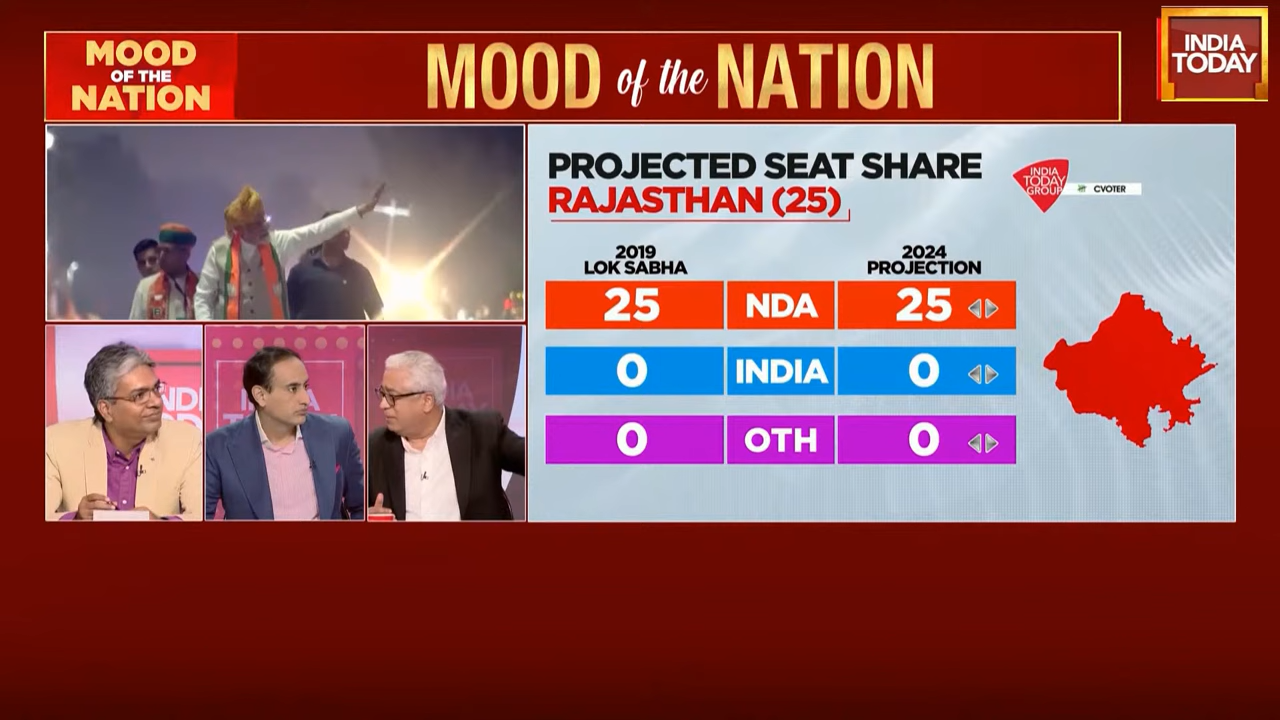 MOOD
OF THE
NATION
MOOD of the NATION
INDIA
TODAY
PROJECTED SEAT SHARE
RAJASTHAN (25)
INDIA
TODAY
GROUP
CVOTER
2019
LOK SABHA
2024
PROJECTION
25 NDA 25
0 INDIA 0
0 OTH 0